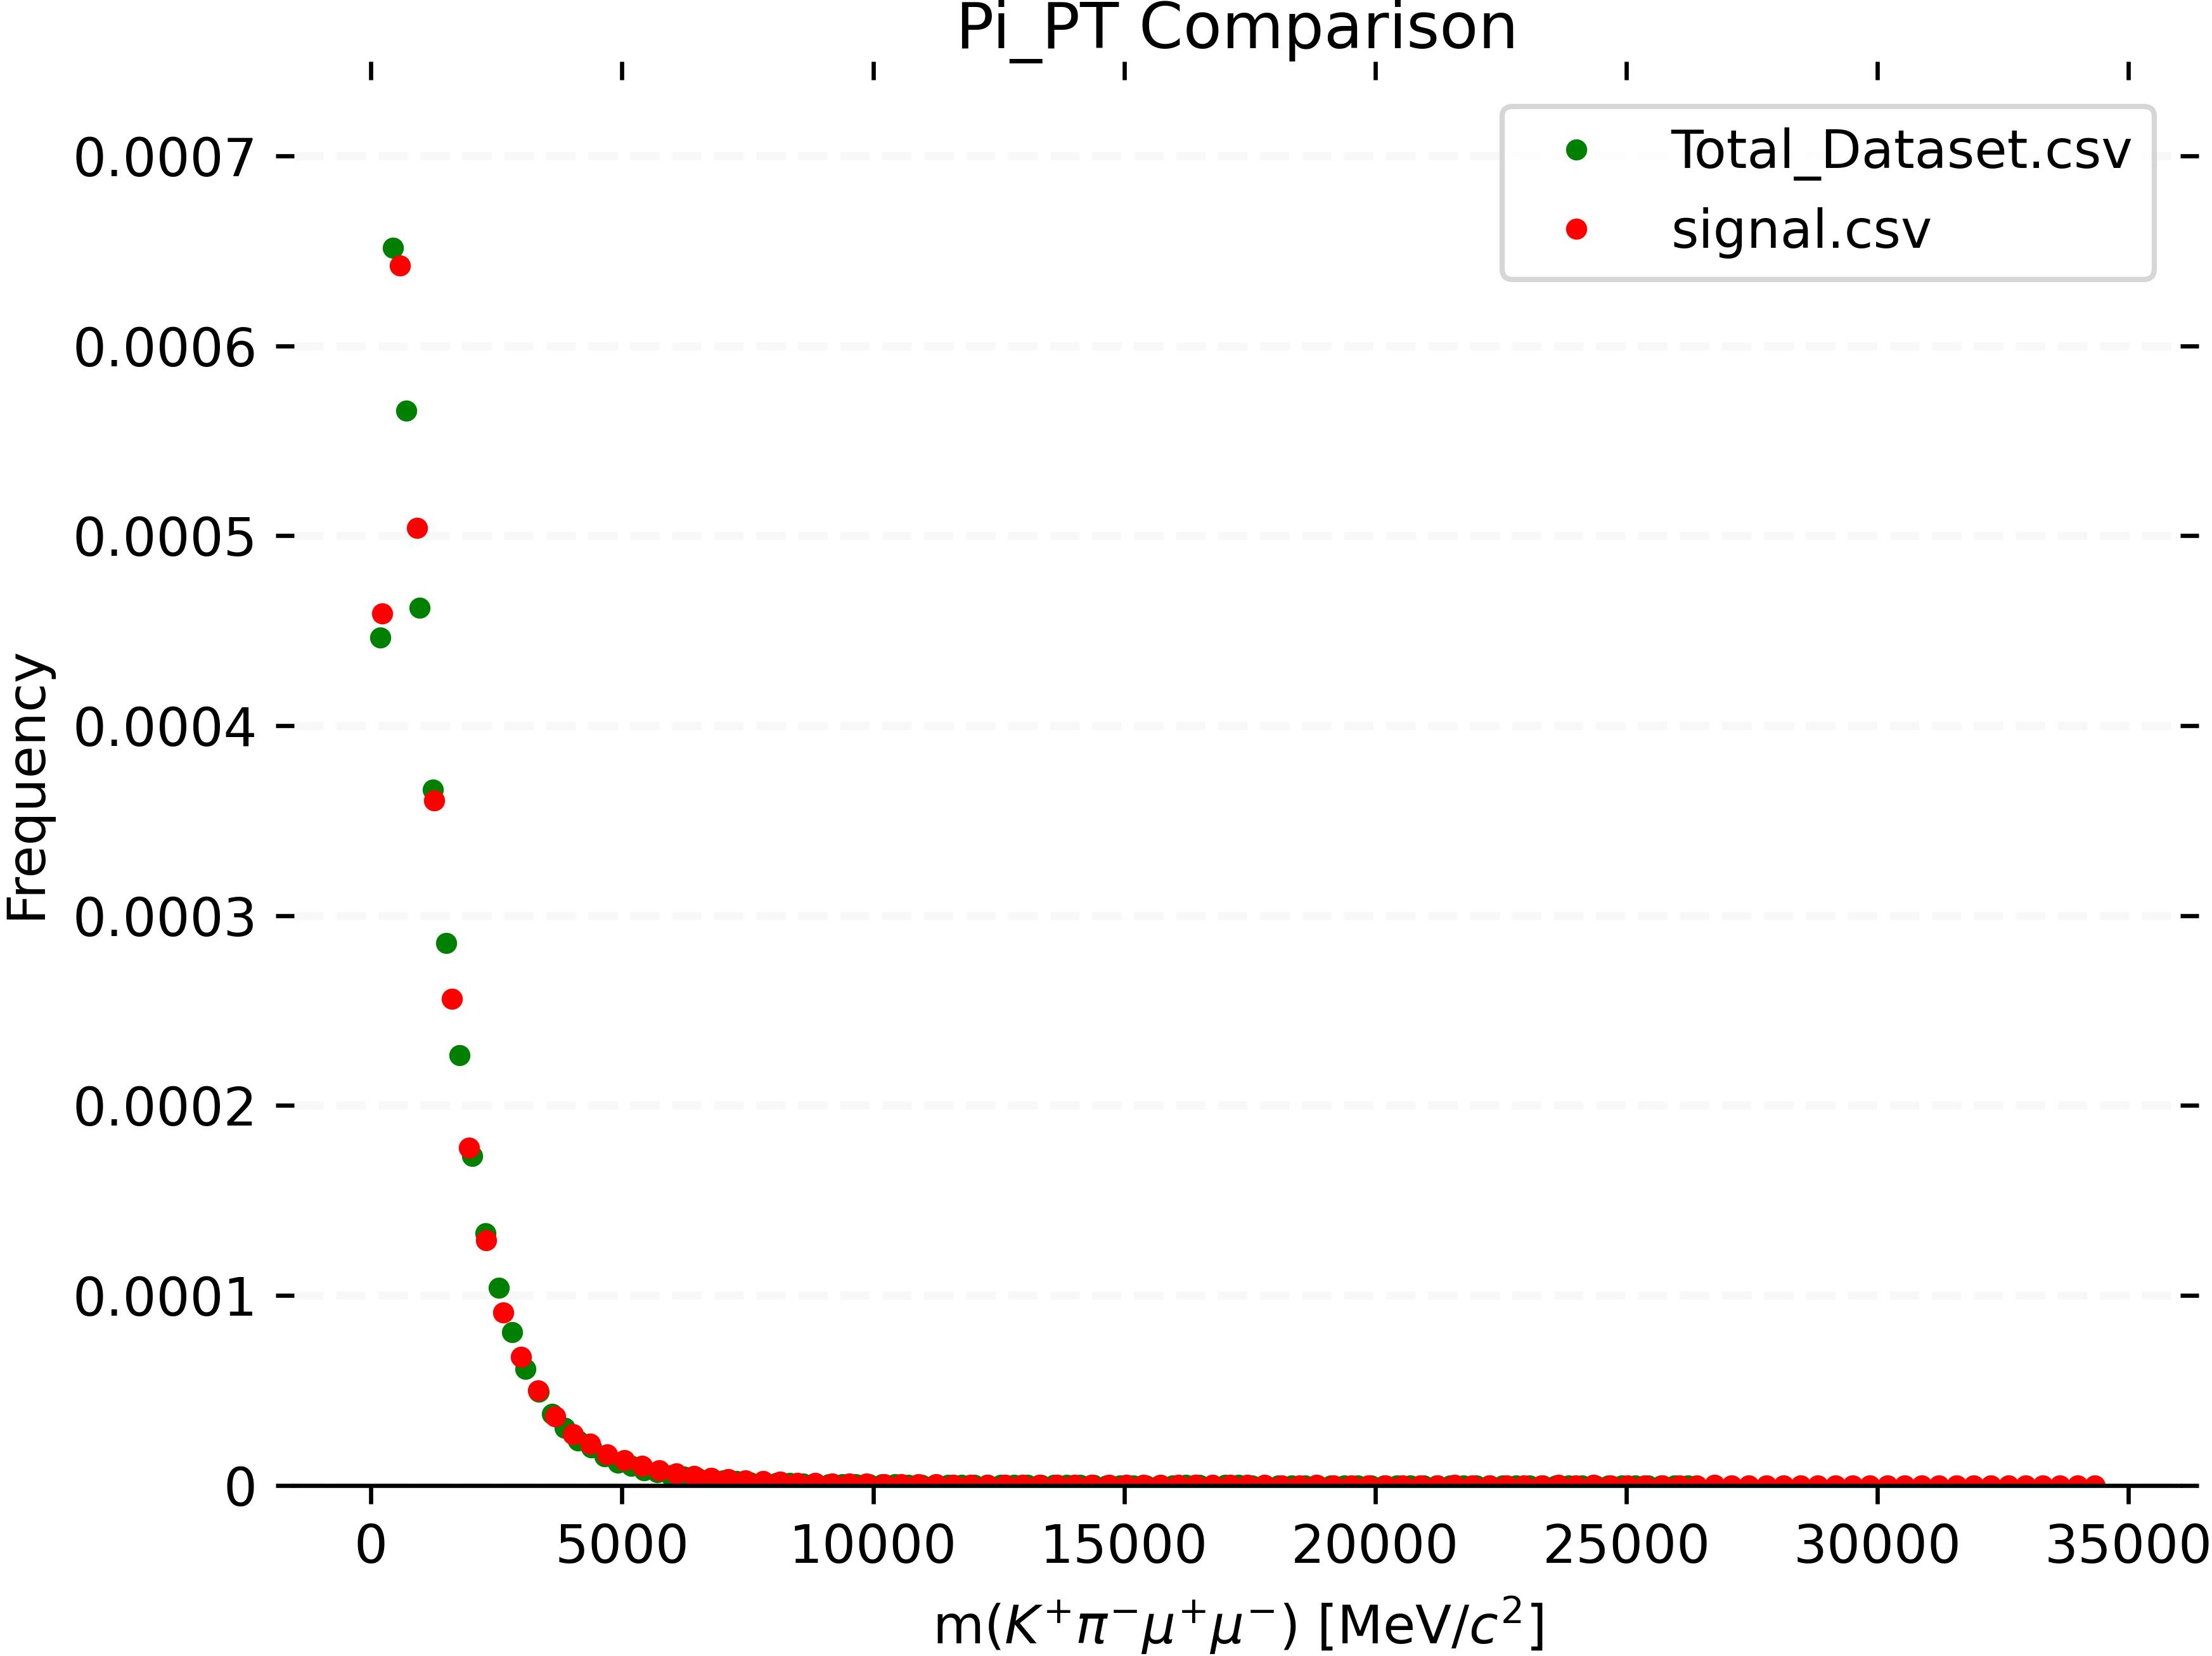 Pi_PT Comparison
Total_Dataset.csv
signal.csv
Frequency
0.0007
0.0006
0.0005
0.0004
0.0003
0.0002
0.0001
0
0 5000 10000 15000 20000 25000 30000 35000
m(K⁺π⁻μ⁺μ⁻) [MeV/c²]